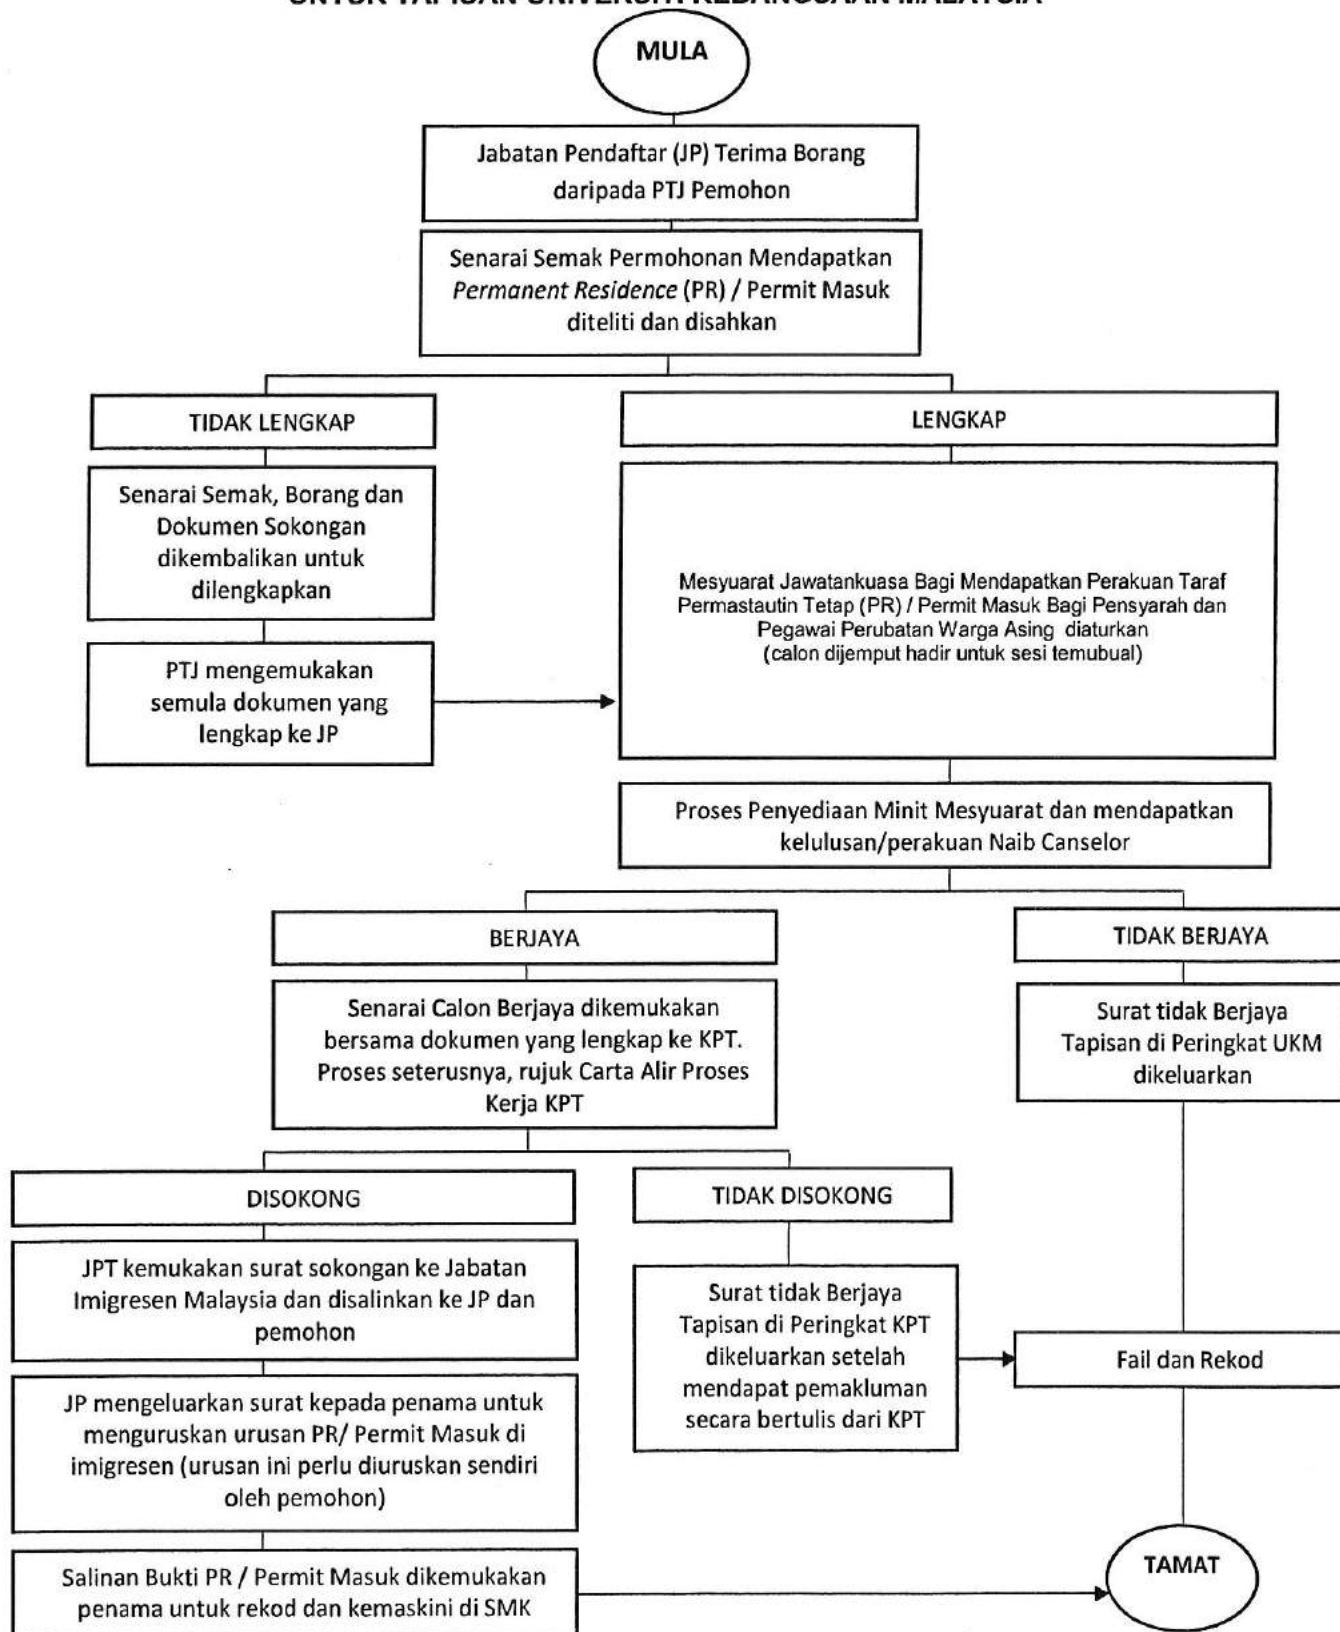 UNTUK TAPISAN UNIVERSITI KEBANGSAAN MALAYSIA
MULA
Jabatan Pendaftar (JP) Terima Borang
daripada PTJ Pemohon
Senarai Semak Permohonan Mendapatkan
Permanent Residence (PR) / Permit Masuk
diteliti dan disahkan
TIDAK LENGKAP
Senarai Semak, Borang dan
Dokumen Sokongan
dikembalikan untuk
dilengkapkan
PTJ mengemukakan
semula dokumen yang
lengkap ke JP
LENGKAP
Mesyuarat Jawatankuasa Bagi Mendapatkan Perakuan Taraf
Permastautin Tetap (PR) / Permit Masuk Bagi Pensyarah dan
Pegawai Perubatan Warga Asing diaturkan
(calon dijemput hadir untuk sesi temubual)
Proses Penyediaan Minit Mesyuarat dan mendapatkan
kelulusan/perakuan Naib Canselor
BERJAYA
Senarai Calon Berjaya dikemukakan
bersama dokumen yang lengkap ke KPT.
Proses seterusnya, rujuk Carta Alir Proses
Kerja KPT
TIDAK BERJAYA
Surat tidak Berjaya
Tapisan di Peringkat UKM
dikeluarkan
DISOKONG
JPT kemukakan surat sokongan ke Jabatan
Imigresen Malaysia dan disalinkan ke JP dan
pemohon
JP mengeluarkan surat kepada penama untuk
menguruskan urusan PR/ Permit Masuk di
imigresen (urusan ini perlu diuruskan sendiri
oleh pemohon)
Salinan Bukti PR / Permit Masuk dikemukakan
penama untuk rekod dan kemaskini di SMK
TIDAK DISOKONG
Surat tidak Berjaya
Tapisan di Peringkat KPT
dikeluarkan setelah
mendapat pemakluman
secara bertulis dari KPT
Fail dan Rekod
TAMAT